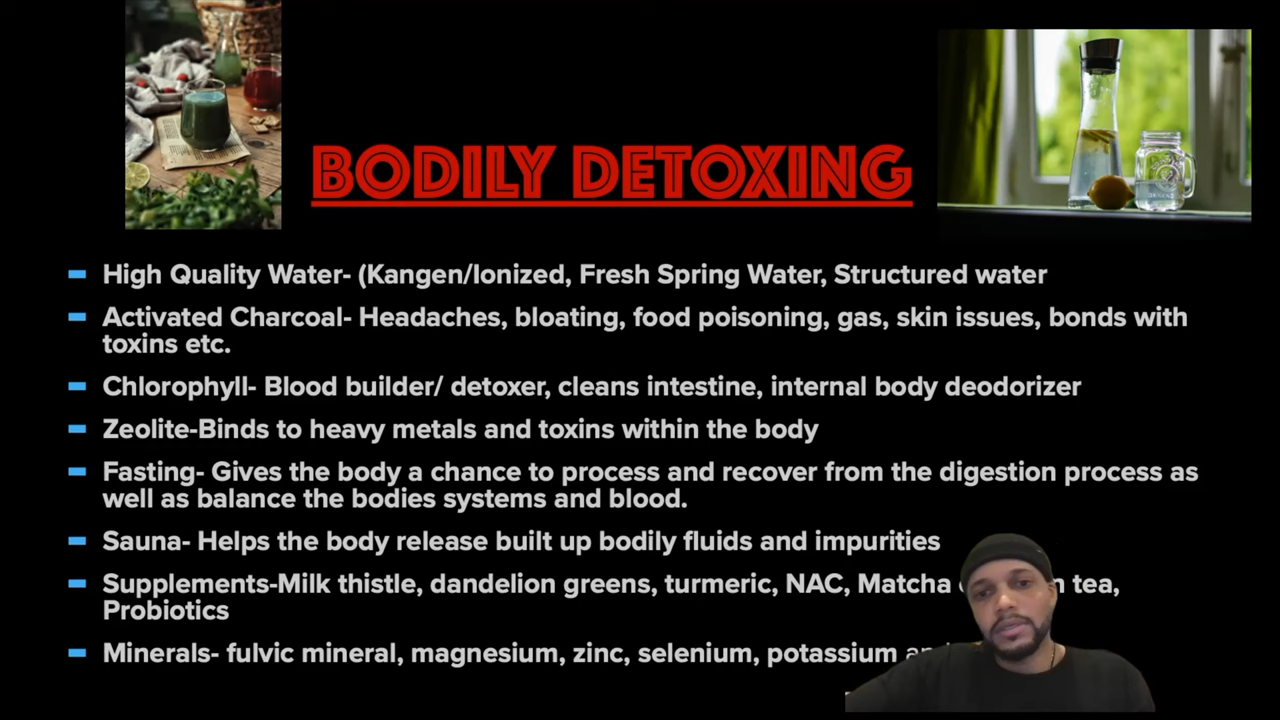 BODILY DETOXING
High Quality Water- (Kangen/Ionized, Fresh Spring Water, Structured water
Activated Charcoal- Headaches, bloating, food poisoning, gas, skin issues, bonds with
toxins etc.
Chlorophyll- Blood builder/ detoxer, cleans intestine, internal body deodorizer
Zeolite-Binds to heavy metals and toxins within the body
Fasting- Gives the body a chance to process and recover from the digestion process as
well as balance the bodies systems and blood.
Sauna- Helps the body release built up bodily fluids and impurities
Supplements-Milk thistle, dandelion greens, turmeric, NAC, Matcha tea,
Probiotics
Minerals- fulvic mineral, magnesium, zinc, selenium, potassium